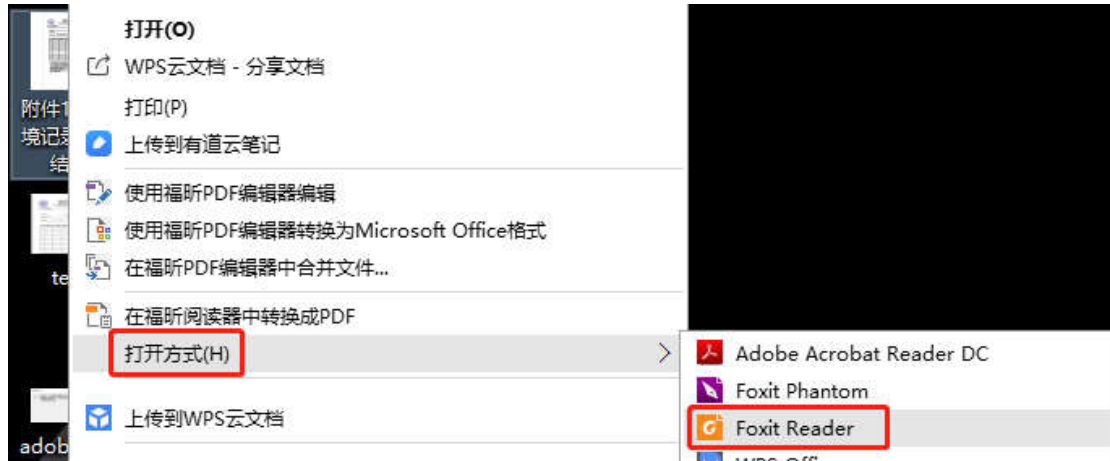 打开(O)
WPS云文档 - 分享文档
打印(P)
上传到有道云笔记
使用福昕PDF编辑器编辑
使用福昕PDF编辑器转换为Microsoft Office格式
在福昕PDF编辑器中合并文件...
在福昕阅读器中转换成PDF
打开方式(H)
上传到WPS云文档
Adobe Acrobat Reader DC
Foxit Phantom
Foxit Reader
附件1
境记录
结
te
adob